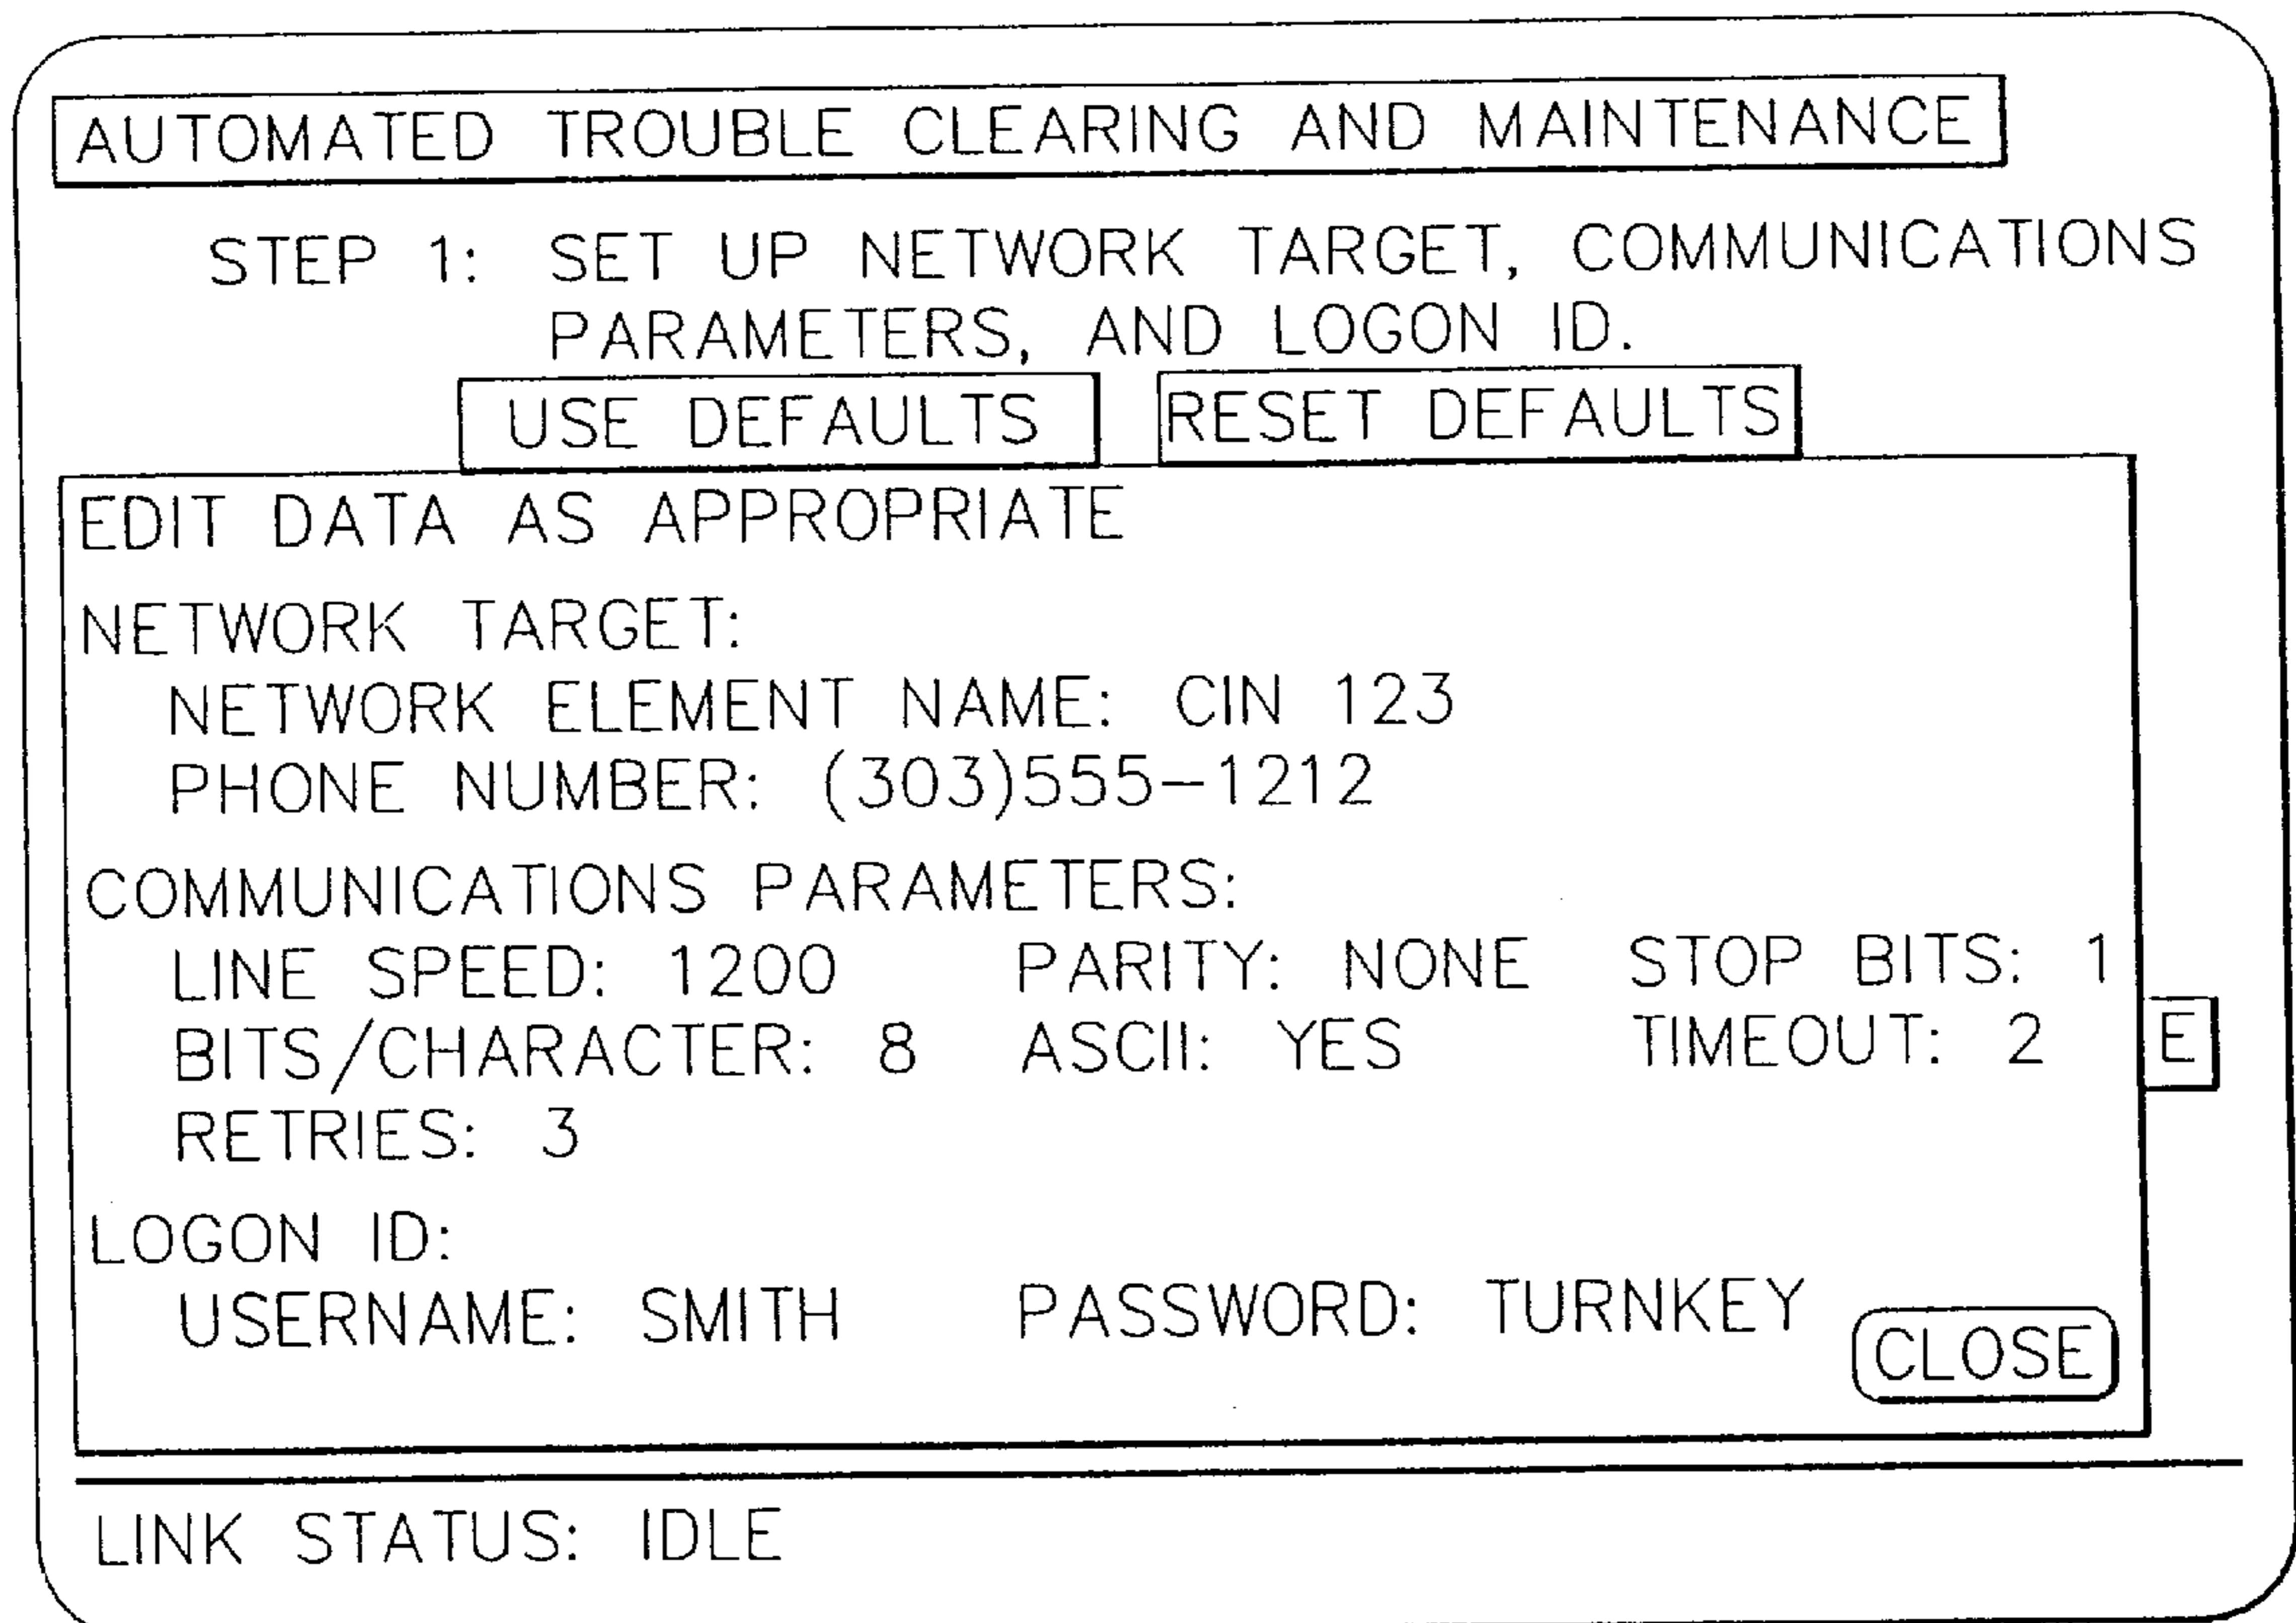 AUTOMATED TROUBLE CLEARING AND MAINTENANCE
STEP 1: SET UP NETWORK TARGET, COMMUNICATIONS
PARAMETERS, AND LOGON ID.
USE DEFAULTS RESET DEFAULTS
EDIT DATA AS APPROPRIATE
NETWORK TARGET:
NETWORK ELEMENT NAME: CIN 123
PHONE NUMBER: (303)555-1212
COMMUNICATIONS PARAMETERS:
LINE SPEED: 1200 PARITY: NONE STOP BITS: 1
BITS/CHARACTER: 8 ASCII: YES TIMEOUT: 2 E
RETRIES: 3
LOGON ID:
USERNAME: SMITH PASSWORD: TURNKEY
CLOSE
LINK STATUS: IDLE